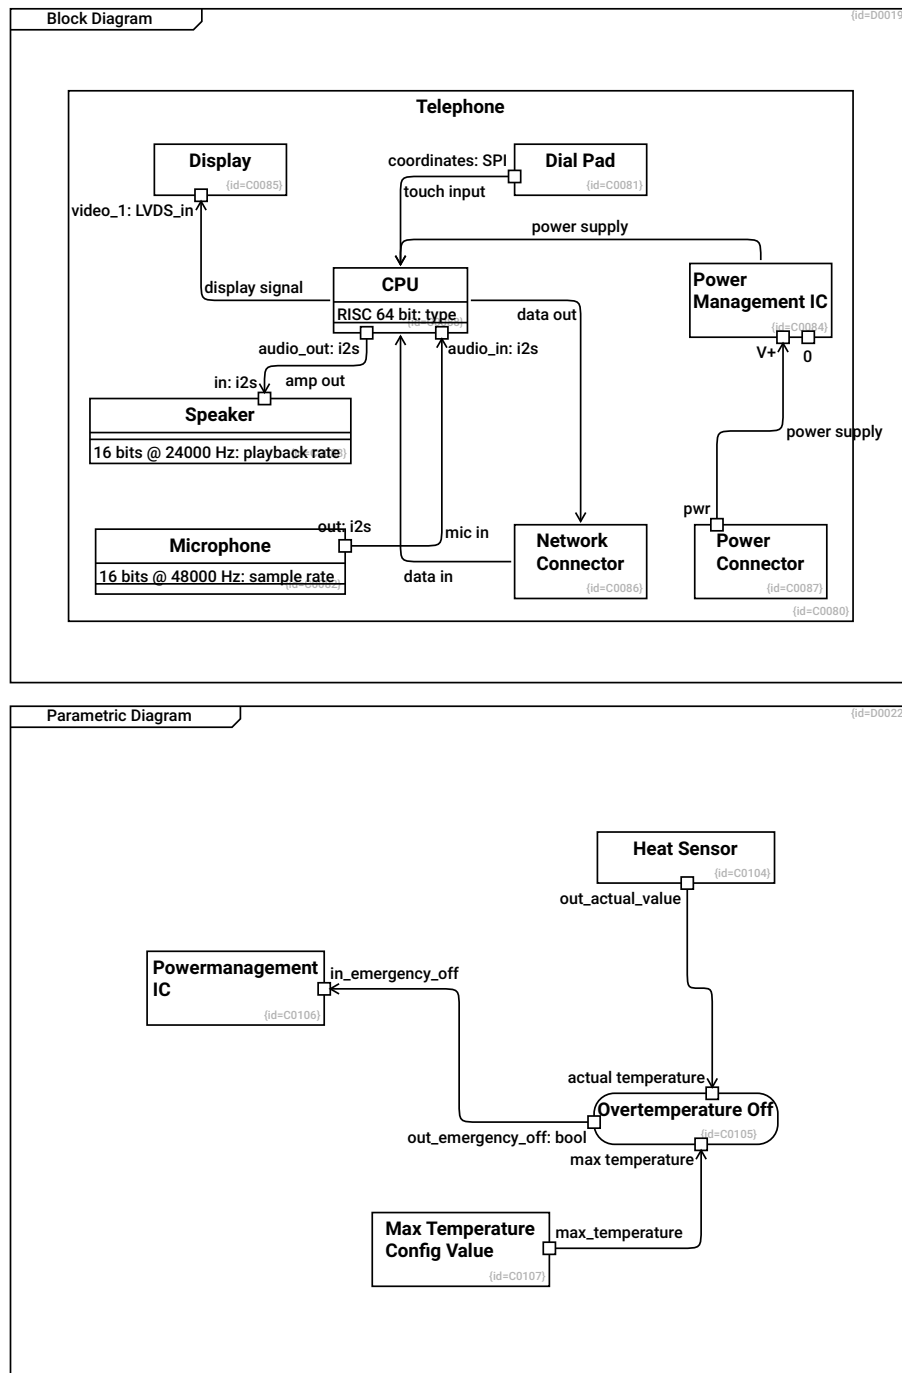 Block Diagram
{id=D0019
Telephone
Display
{id=C0085}
video_1: LVDS_in
coordinates: SPI
Dial Pad
{id=C0081}
touch input
power supply
display signal
CPU
RISC 64 bit: type
data out
Power
Management IC
{id=C0084}
V+
0
audio_out: i2s
audio_in: i2s
in: i2s
amp out
Speaker
16 bits @ 24000 Hz: playback rate
power supply
out: i2s
mic in
Microphone
16 bits @ 48000 Hz: sample rate
data in
Network
Connector
{id=C0086}
pwr
Power
Connector
{id=C0087}
{id=C0080}
Parametric Diagram
{id=D0022
Heat Sensor
{id=C0104}
out_actual_value
Powermanagement
IC
{id=C0106}
in_emergency_off
actual temperature
Overtemperature Off
{id=C0105}
out_emergency_off: bool
max temperature
Max Temperature
Config Value
{id=C0107}
max_temperature